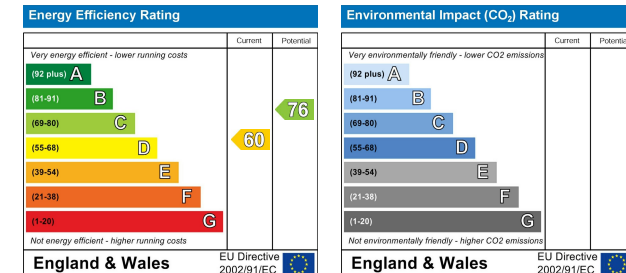 Energy Efficiency Rating
Current Potential
Very energy efficient - lower running costs
(92 plus) A
(81-91) B
76
(69-80) C
60
(55-68) D
(39-54) E
(21-38) F
(1-20) G
Not energy efficient - higher running costs
England & Wales
EU Directive
2002/91/EC
Environmental Impact (CO₂) Rating
Current Potential
Very environmentally friendly - lower CO2 emissions
(92 plus) A
(81-91) B
(69-80) C
(55-68) D
(39-54) E
(21-38) F
(1-20) G
Not environmentally friendly - higher CO2 emissions
England & Wales
EU Directive
2002/91/EC